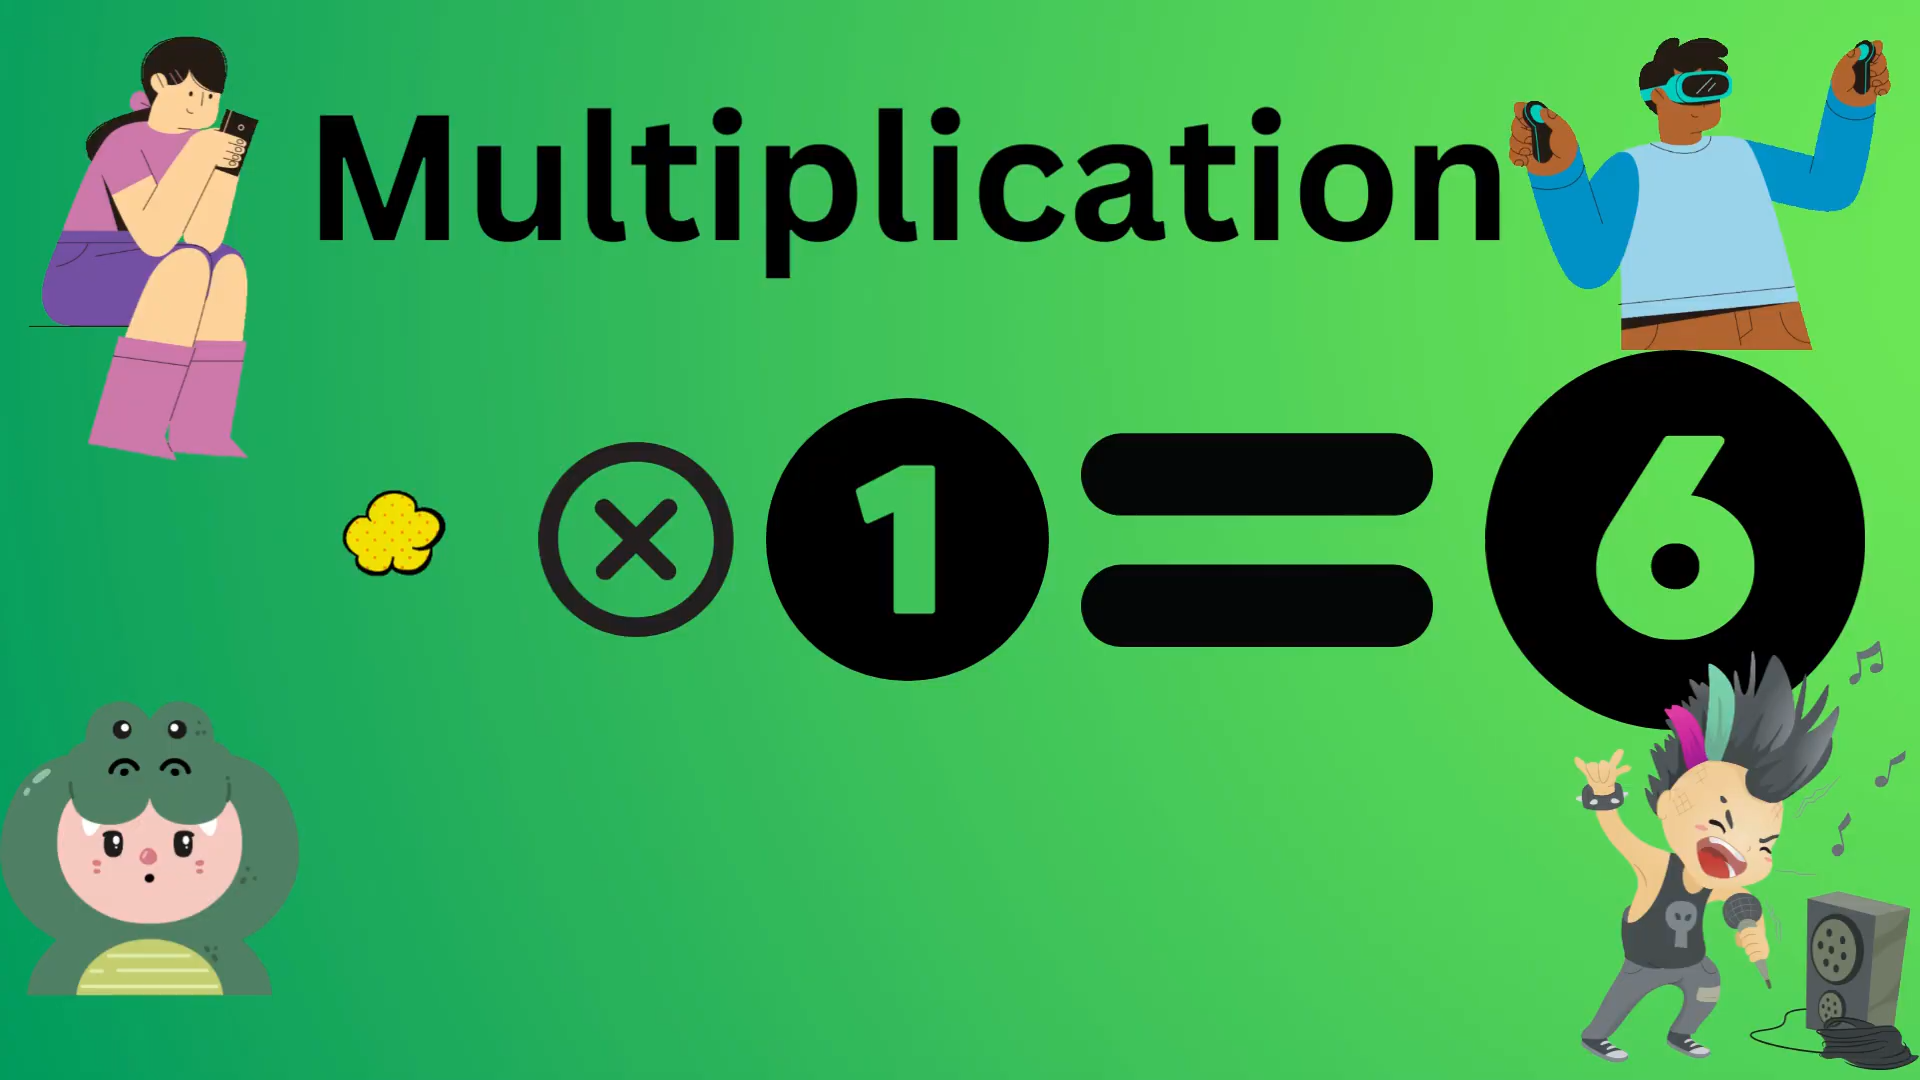 Multiplication
× 1 = 6